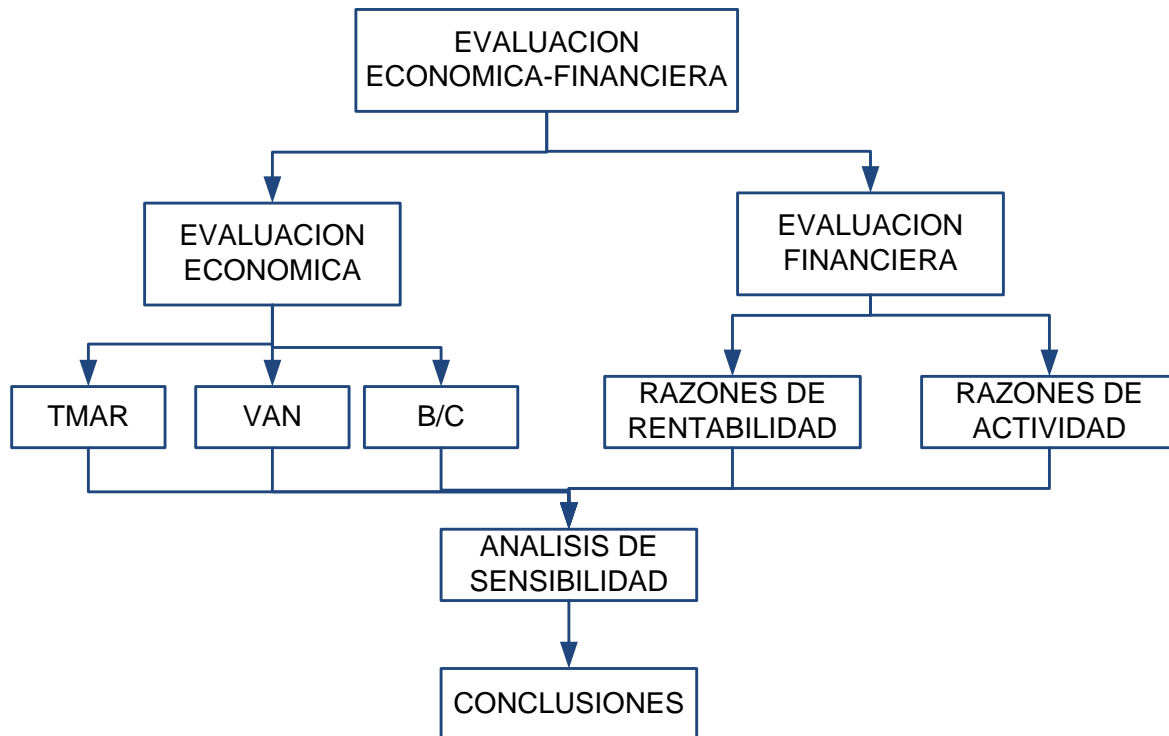 EVALUACION
ECONOMICA-FINANCIERA
EVALUACION
ECONOMICA
EVALUACION
FINANCIERA
TMAR
VAN
B/C
RAZONES DE
RENTABILIDAD
RAZONES DE
ACTIVIDAD
ANALISIS DE
SENSIBILIDAD
CONCLUSIONES